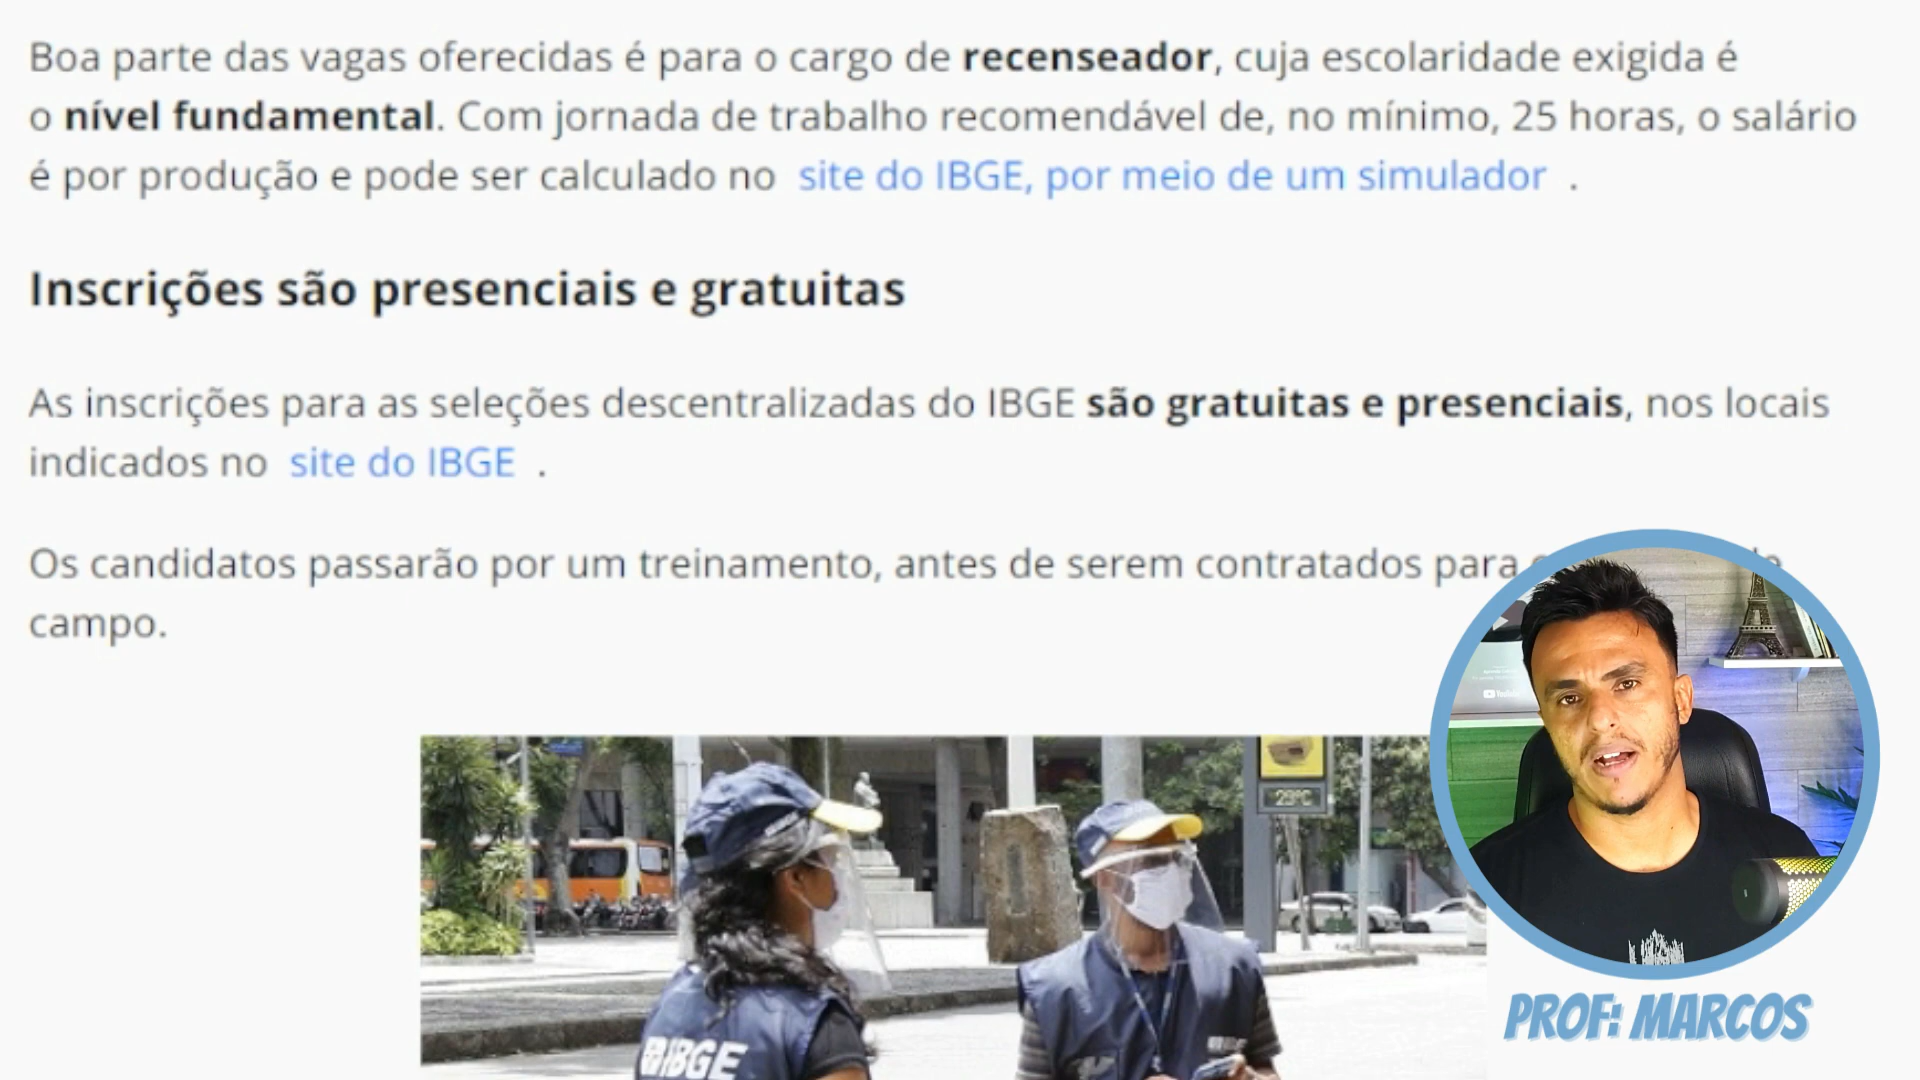 Boa parte das vagas oferecidas é para o cargo de recenseador, cuja escolaridade exigida é
o nível fundamental. Com jornada de trabalho recomendável de, no mínimo, 25 horas, o salário
é por produção e pode ser calculado no site do IBGE, por meio de um simulador .
Inscrições são presenciais e gratuitas
As inscrições para as seleções descentralizadas do IBGE são gratuitas e presenciais, nos locais
indicados no site do IBGE .
Os candidatos passarão por um treinamento, antes de serem contratados para
campo.
YouTube
23°C
IBGE
PROF: MARCOS